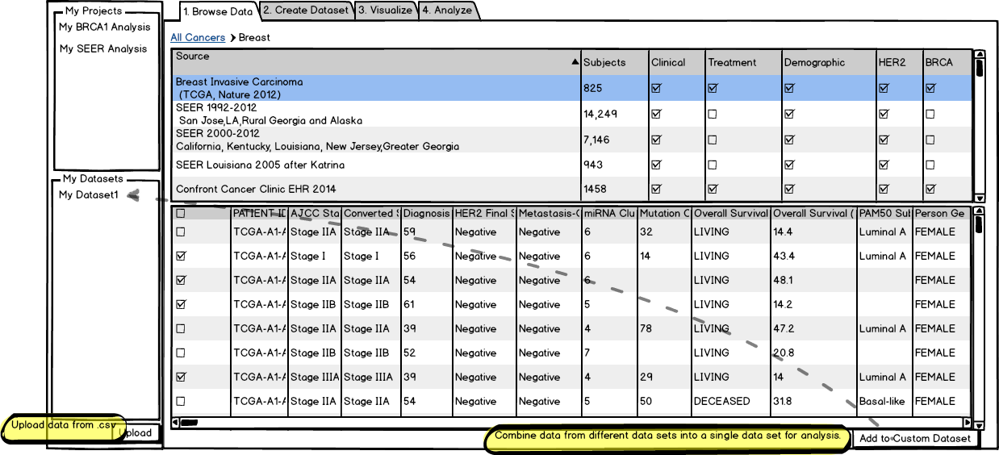 My Projects
My BRCA1 Analysis
My SEER Analysis
My Datasets
My Dataset1
Upload data from .csv
Upload
1. Browse Data 2. Create Dataset 3. Visualize 4. Analyze
All Cancers Breast
Source Subjects Clinical Treatment Demographic HER2 BRCA
Breast Invasive Carcinoma
(TCGA, Nature 2012) 825
SEER 1992-2012
San Jose,LA,Rural Georgia and Alaska 14,249
SEER 2000-2012
California, Kentucky, Louisiana, New Jersey,Greater Georgia 7,146
SEER Louisiana 2005 after Katrina 943
Confront Cancer Clinic EHR 2014 1458
PATIENT ID AJCC Sta Converted S Diagnosis HER2 Final S Metastasis- miRNA Clu Mutation C Overall Survival Overall Survival ( PAM50 Sub Person Ge
TCGA-A1-A Stage IIA Stage IIA 59 Negative Negative 6 32 LIVING 14.4 Luminal A FEMALE
TCGA-A1-A Stage I Stage I 56 Negative Negative 6 14 LIVING 43.4 Luminal A FEMALE
TCGA-A1-A Stage IIA Stage IIA 54 Negative Negative 6 LIVING 48.1 FEMALE
TCGA-A1-A Stage IIB Stage IIB 61 Negative Negative 5 LIVING 14.2 FEMALE
TCGA-A1-A Stage IIA Stage IIA 39 Negative Negative 4 78 LIVING 47.2 Luminal A FEMALE
TCGA-A1-A Stage IIB Stage IIB 52 Negative Negative 7 LIVING 20.8 FEMALE
TCGA-A1-A Stage IIIA Stage IIIA 39 Negative Negative 4 29 LIVING 14 Luminal A FEMALE
TCGA-A1-A Stage IIA Stage IIA 54 Negative Negative 5 50 DECEASED 31.8 Basal-like FEMALE
Combine data from different data sets into a single data set for analysis.
Add to Custom Dataset